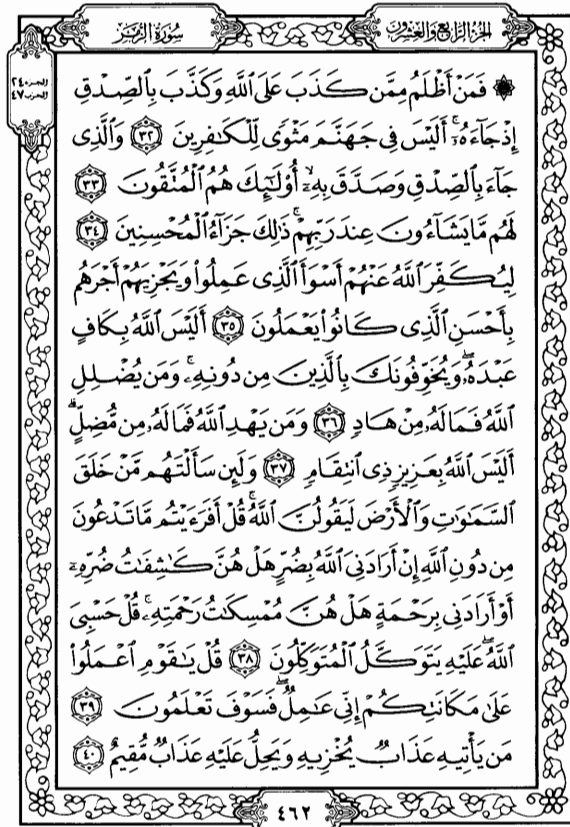 الجزء الرابع والعشرون
سورة الزمر
الجزء ٢٤
الحزب ٤٧
۞ فَمَنْ أَظْلَمُ مِمَّن كَذَبَ عَلَى ٱللَّهِ وَكَذَّبَ بِٱلصِّدْقِ
إِذْ جَآءَهُۥٓ ۚ أَلَيْسَ فِى جَهَنَّمَ مَثْوًى لِّلْكَٰفِرِينَ ٣٢ وَٱلَّذِى
جَآءَ بِٱلصِّدْقِ وَصَدَّقَ بِهِۦٓ ۙ أُو۟لَٰٓئِكَ هُمُ ٱلْمُتَّقُونَ ٣٣
لَهُم مَّا يَشَآءُونَ عِندَ رَبِّهِمْ ۚ ذَٰلِكَ جَزَآءُ ٱلْمُحْسِنِينَ ٣٤
لِيُكَفِّرَ ٱللَّهُ عَنْهُمْ أَسْوَأَ ٱلَّذِى عَمِلُوا۟ وَيَجْزِيَهُمْ أَجْرَهُم
بِأَحْسَنِ ٱلَّذِى كَانُوا۟ يَعْمَلُونَ ٣٥ أَلَيْسَ ٱللَّهُ بِكَافٍ
عَبْدَهُۥ ۖ وَيُخَوِّفُونَكَ بِٱلَّذِينَ مِن دُونِهِۦ ۚ وَمَن يُضْلِلِ
ٱللَّهُ فَمَا لَهُۥ مِنْ هَادٍ ٣٦ وَمَن يَهْدِ ٱللَّهُ فَمَا لَهُۥ مِن مُّضِلٍّ ۗ
أَلَيْسَ ٱللَّهُ بِعَزِيزٍ ذِى ٱنتِقَامٍ ٣٧ وَلَئِن سَأَلْتَهُم مَّنْ خَلَقَ
ٱلسَّمَٰوَٰتِ وَٱلْأَرْضَ لَيَقُولُنَّ ٱللَّهُ ۚ قُلْ أَفَرَءَيْتُم مَّا تَدْعُونَ
مِن دُونِ ٱللَّهِ إِنْ أَرَادَنِىَ ٱللَّهُ بِضُرٍّ هَلْ هُنَّ كَٰشِفَٰتُ ضُرِّهِۦٓ
أَوْ أَرَادَنِى بِرَحْمَةٍ هَلْ هُنَّ مُمْسِكَٰتُ رَحْمَتِهِۦ ۚ قُلْ حَسْبِىَ
ٱللَّهُ ۖ عَلَيْهِ يَتَوَكَّلُ ٱلْمُتَوَكِّلُونَ ٣٨ قُلْ يَٰقَوْمِ ٱعْمَلُوا۟
عَلَىٰ مَكَانَتِكُمْ إِنِّى عَٰمِلٌ ۖ فَسَوْفَ تَعْلَمُونَ ٣٩
مَن يَأْتِيهِ عَذَابٌ يُخْزِيهِ وَيَحِلُّ عَلَيْهِ عَذَابٌ مُّقِيمٌ ٤٠
٤٦٢